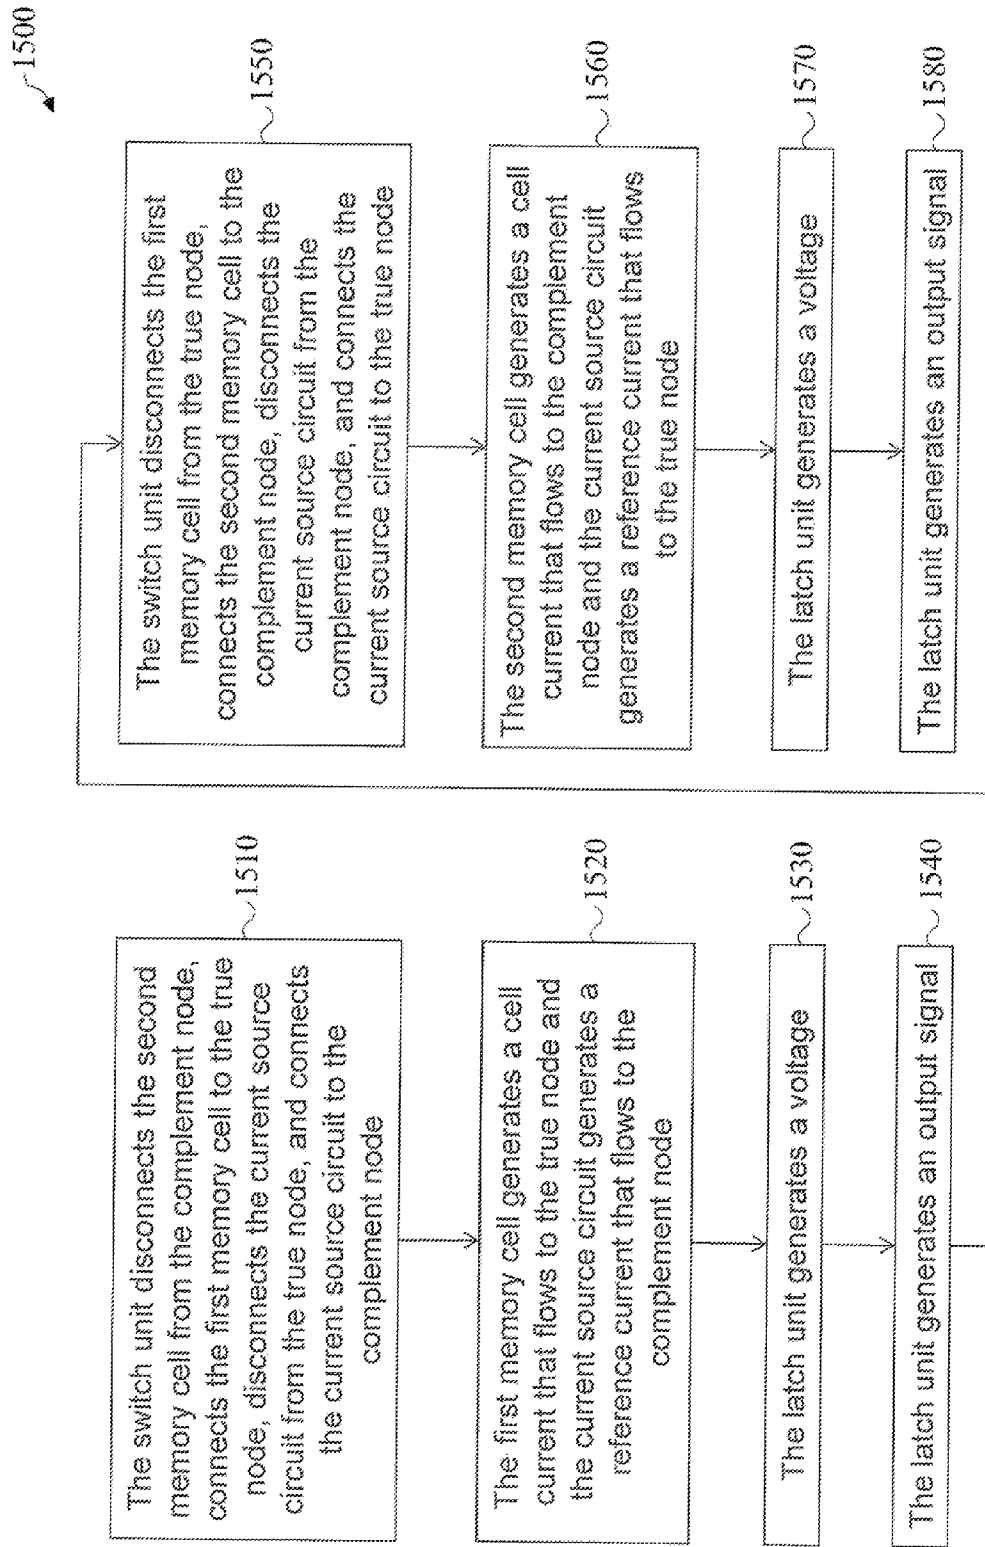 1500
The switch unit disconnects the second
memory cell from the complement node,
connects the first memory cell to the true
node, disconnects the current source
circuit from the true node, and connects
the current source circuit to the
complement node
1510
The first memory cell generates a cell
current that flows to the true node and
the current source circuit generates a
reference current that flows to the
complement node
1520
The latch unit generates a voltage
1530
The latch unit generates an output signal
1540
The switch unit disconnects the first
memory cell from the true node,
connects the second memory cell to the
complement node, disconnects the
current source circuit from the
complement node, and connects the
current source circuit to the true node
1550
The second memory cell generates a cell
current that flows to the complement
node and the current source circuit
generates a reference current that flows
to the true node
1560
The latch unit generates a voltage
1570
The latch unit generates an output signal
1580